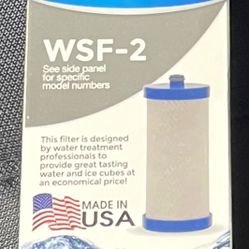 WSF-2
See side panel
for specific
model numbers
This filter is designed
by water treatment
professionals to
provide great tasting
water and ice cubes at
an economical price!
MADE IN
USA